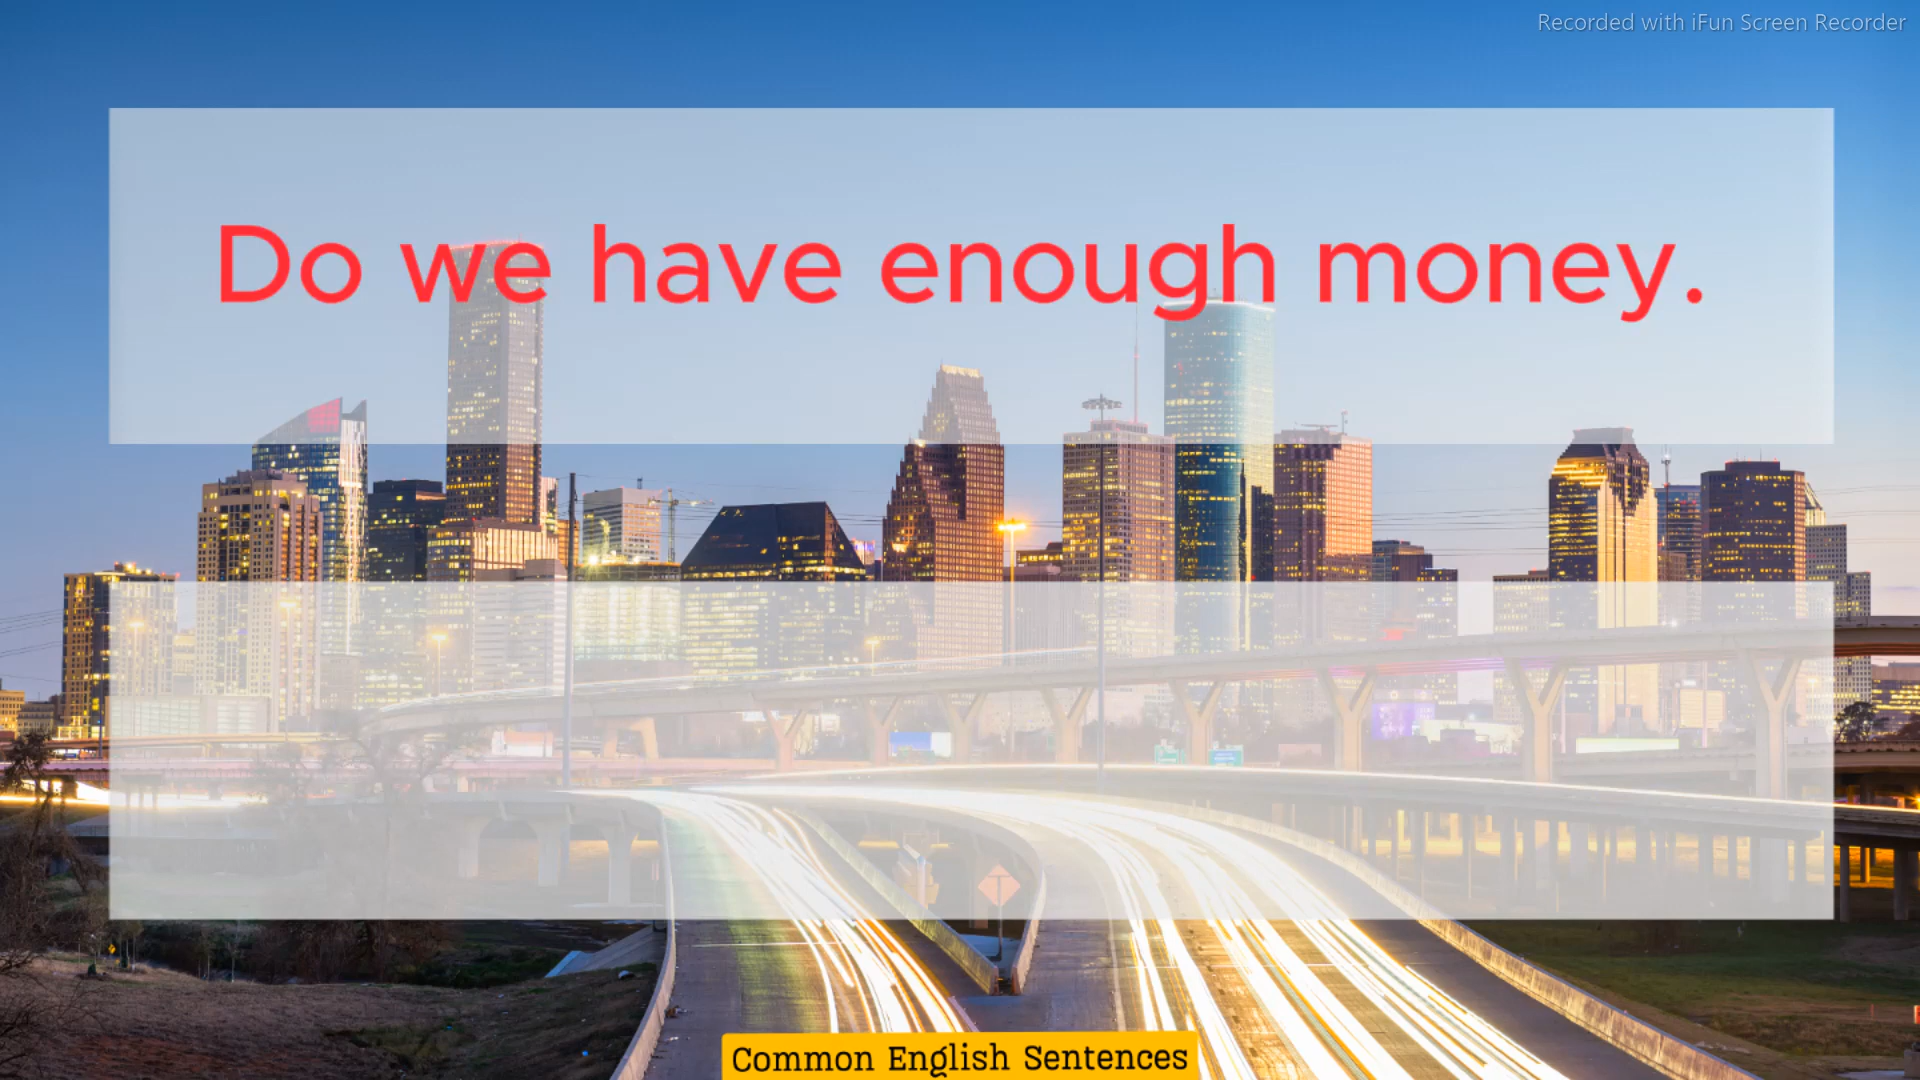 Recorded with iFun Screen Recorder
Do we have enough money.
Common English Sentences